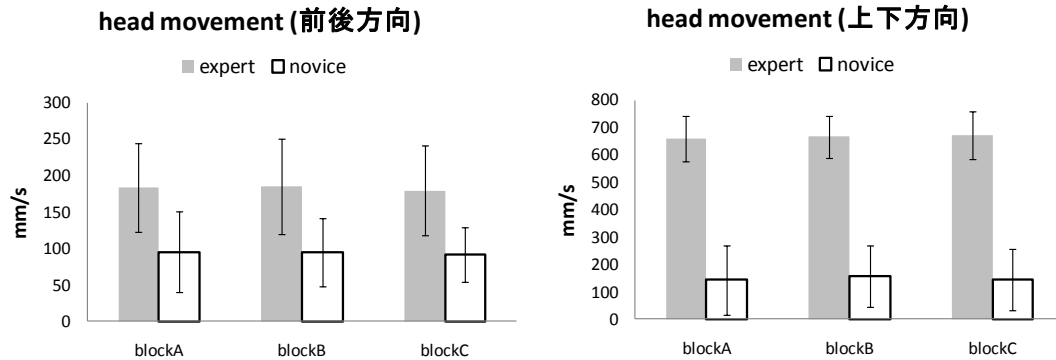 head movement (前後方向)
expert novice
300
250
200
150
100
50
0
mm/s
blockA blockB blockC
head movement (上下方向)
expert novice
800
700
600
500
400
300
200
100
0
mm/s
blockA blockB blockC